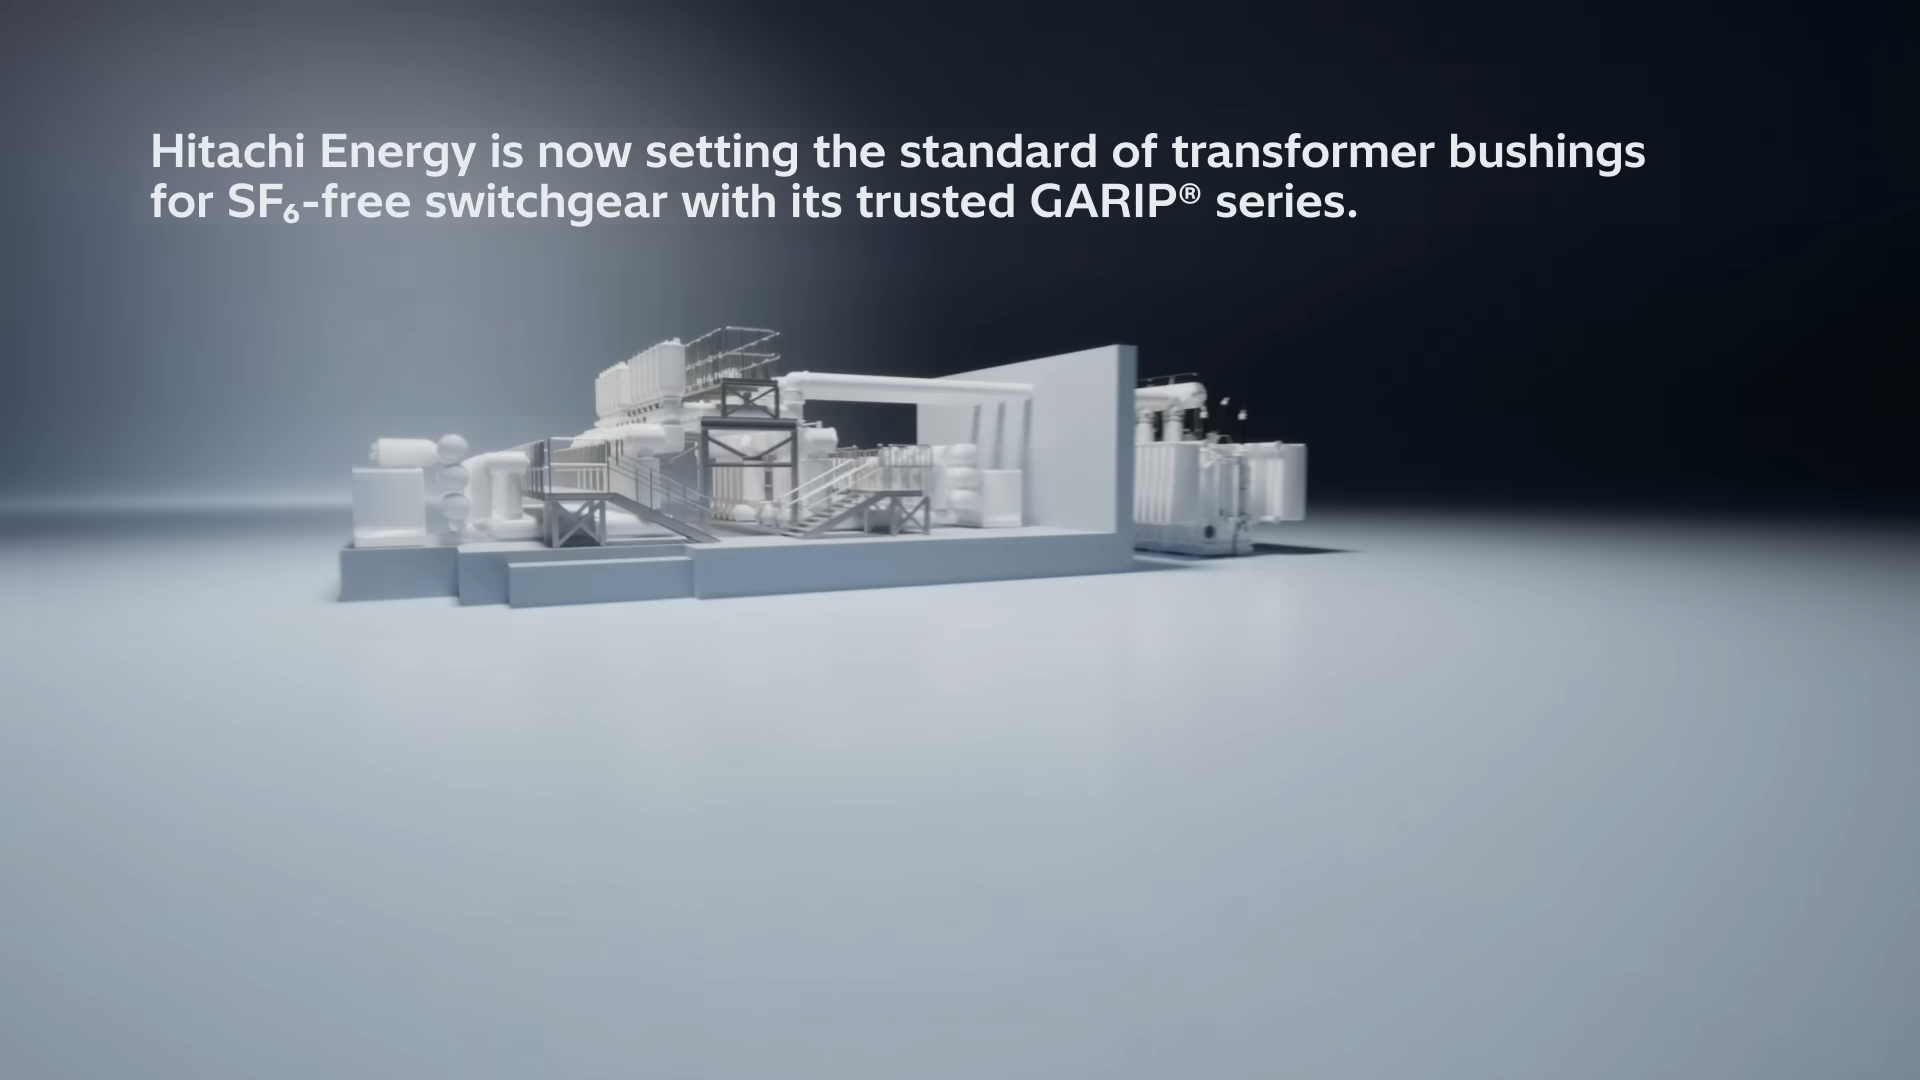 Hitachi Energy is now setting the standard of transformer bushings
for SF₆-free switchgear with its trusted GARIP® series.